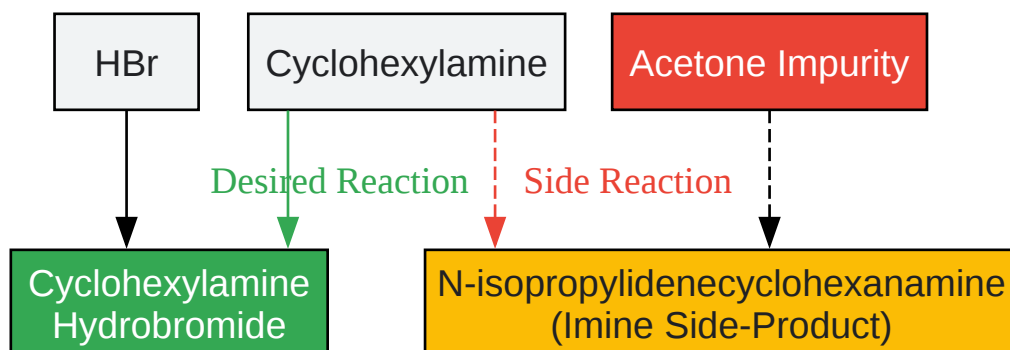 HBr
Cyclohexylamine
Acetone Impurity
Desired Reaction
Side Reaction
Cyclohexylamine
Hydrobromide
N-isopropylidenecyclohexanamine
(Imine Side-Product)